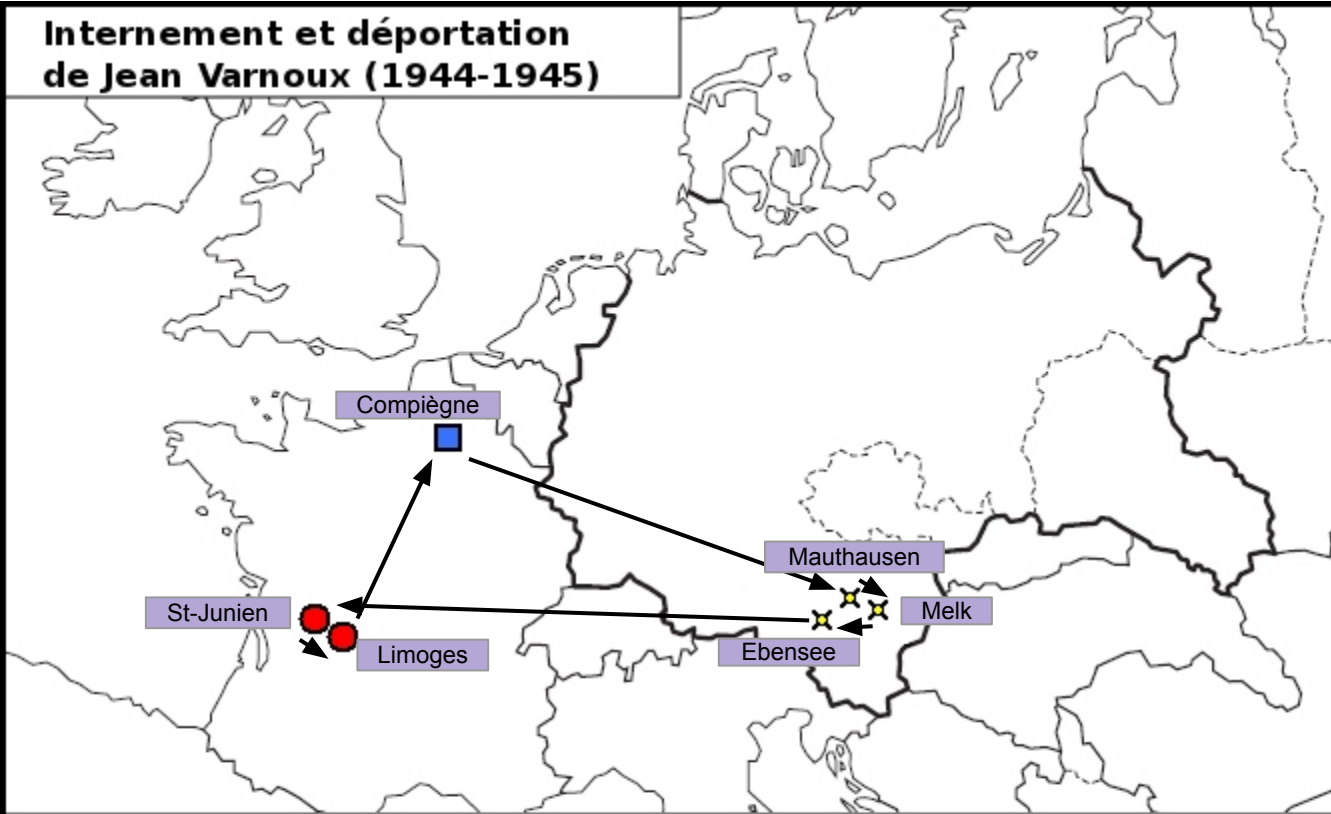 Internement et déportation
de Jean Varnoux (1944-1945)
Compiègne
Mauthausen
St-Junien
Melk
Limoges
Ebensee